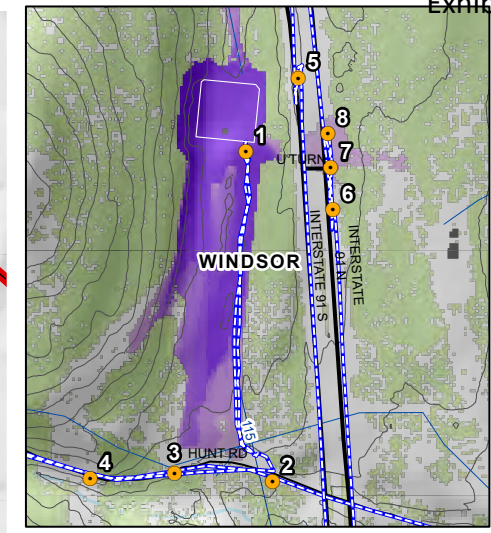 Exhib
5
8
1
U'TURN
7
6
INTERSTATE 91 S
INTERSTATE
91 N
WINDSOR
115
HUNT RD
4
3
2